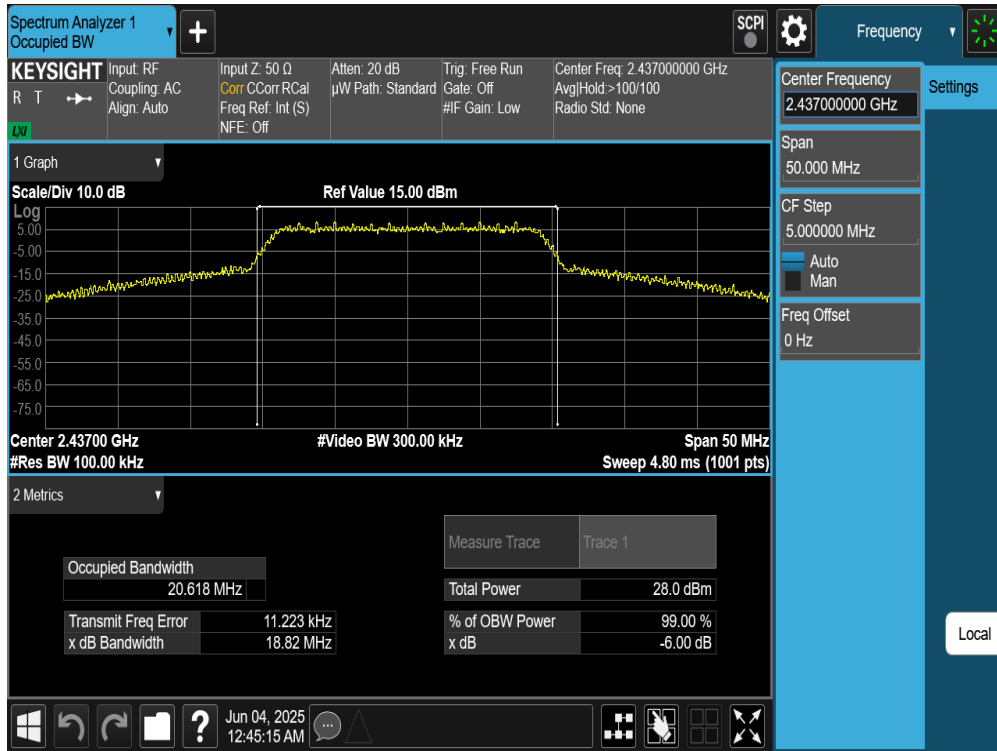 Spectrum Analyzer 1
Occupied BW
+
SCPI
Frequency
KEYSIGHT
R T
LXI
Input: RF
Coupling: AC
Align: Auto
Input Z: 50 Ω
Corr CCorr RCal
Freq Ref: Int (S)
NFE: Off
Atten: 20 dB
µW Path: Standard
Trig: Free Run
Gate: Off
#IF Gain: Low
Center Freq: 2.437000000 GHz
Avg|Hold:>100/100
Radio Std: None
Center Frequency
2.437000000 GHz
Settings
Span
50.000 MHz
CF Step
5.000000 MHz
Auto
Man
Freq Offset
0 Hz
Local
1 Graph
Scale/Div 10.0 dB
Ref Value 15.00 dBm
Log
5.00
-5.00
-15.0
-25.0
-35.0
-45.0
-55.0
-65.0
-75.0
Center 2.43700 GHz
#Video BW 300.00 kHz
Span 50 MHz
#Res BW 100.00 kHz
Sweep 4.80 ms (1001 pts)
2 Metrics
Measure Trace
Trace 1
Occupied Bandwidth
20.618 MHz
Total Power
28.0 dBm
Transmit Freq Error
11.223 kHz
% of OBW Power
99.00 %
x dB Bandwidth
18.82 MHz
x dB
-6.00 dB
?
Jun 04, 2025
12:45:15 AM